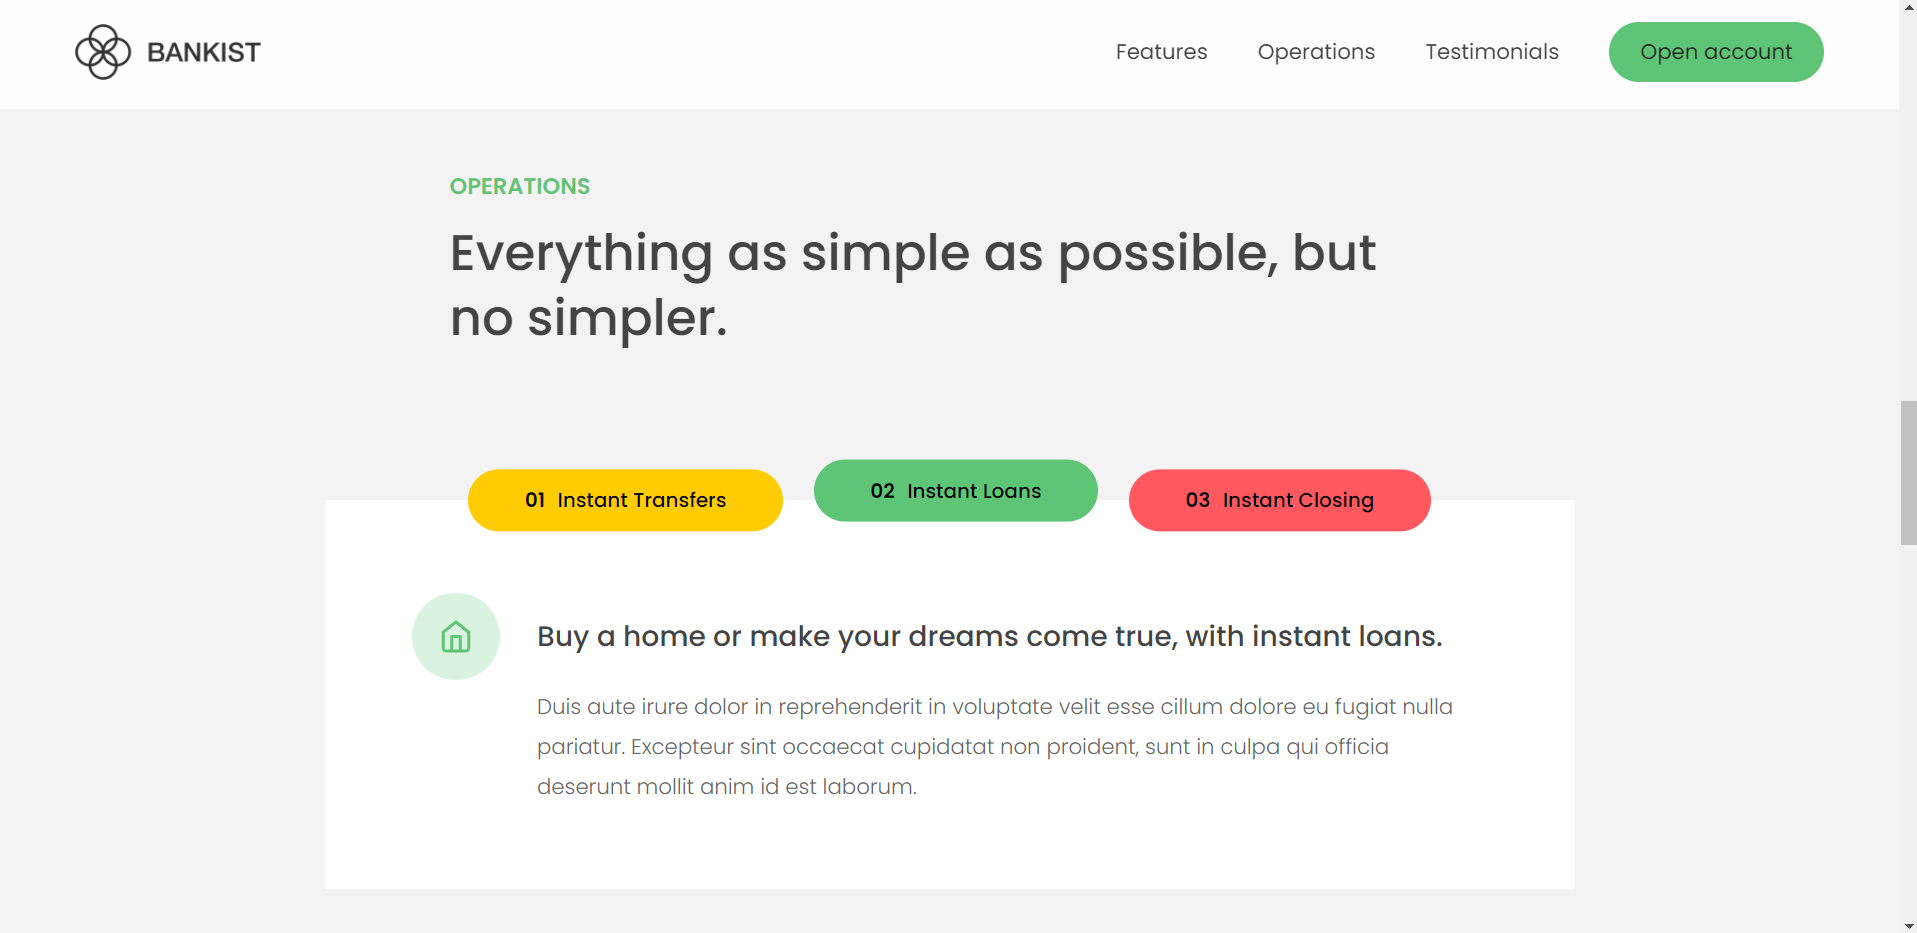 BANKIST
Features
Operations
Testimonials
Open account
OPERATIONS
Everything as simple as possible, but
no simpler.
01 Instant Transfers
02 Instant Loans
03 Instant Closing
Buy a home or make your dreams come true, with instant loans.
Duis aute irure dolor in reprehenderit in voluptate velit esse cillum dolore eu fugiat nulla
pariatur. Excepteur sint occaecat cupidatat non proident, sunt in culpa qui officia
deserunt mollit anim id est laborum.